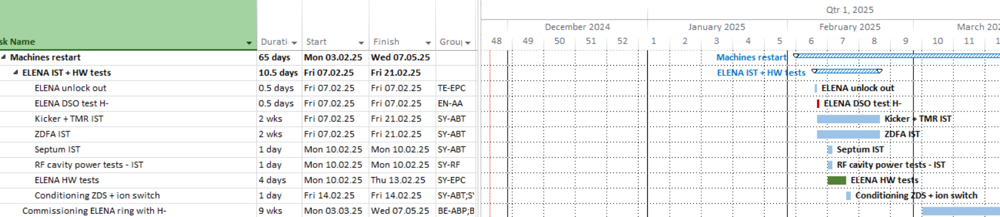 Qtr 1, 2025
December 2024 January 2025 February 2025 March 202
sk Name Durati Start Finish Grou 48 49 50 51 52 1 2 3 4 5 6 7 8 9 10 11 1
Machines restart 65 days Mon 03.02.25 Wed 07.05.25 Machines restart
ELENA IST + HW tests 10.5 days Fri 07.02.25 Fri 21.02.25 ELENA IST + HW tests
ELENA unlock out 0.5 days Fri 07.02.25 Fri 07.02.25 TE-EPC ELENA unlock out
ELENA DSO test H- 0.5 days Fri 07.02.25 Fri 07.02.25 EN-AA ELENA DSO test H-
Kicker + TMR IST 2 wks Fri 07.02.25 Fri 21.02.25 SY-ABT Kicker + TMR IST
ZDFA IST 2 wks Fri 07.02.25 Fri 21.02.25 SY-ABT ZDFA IST
Septum IST 1 day Mon 10.02.25 Mon 10.02.25 SY-ABT Septum IST
RF cavity power tests - IST 1 day Mon 10.02.25 Mon 10.02.25 SY-RF RF cavity power tests - IST
ELENA HW tests 4 days Mon 10.02.25 Thu 13.02.25 SY-EPC ELENA HW tests
Conditioning ZDS + ion switch 1 day Fri 14.02.25 Fri 14.02.25 SY-ABT;S Conditioning ZDS + ion switch
Commissioning ELENA ring with H- 9 wks Mon 03.03.25 Wed 07.05.25 BE-ABP;B